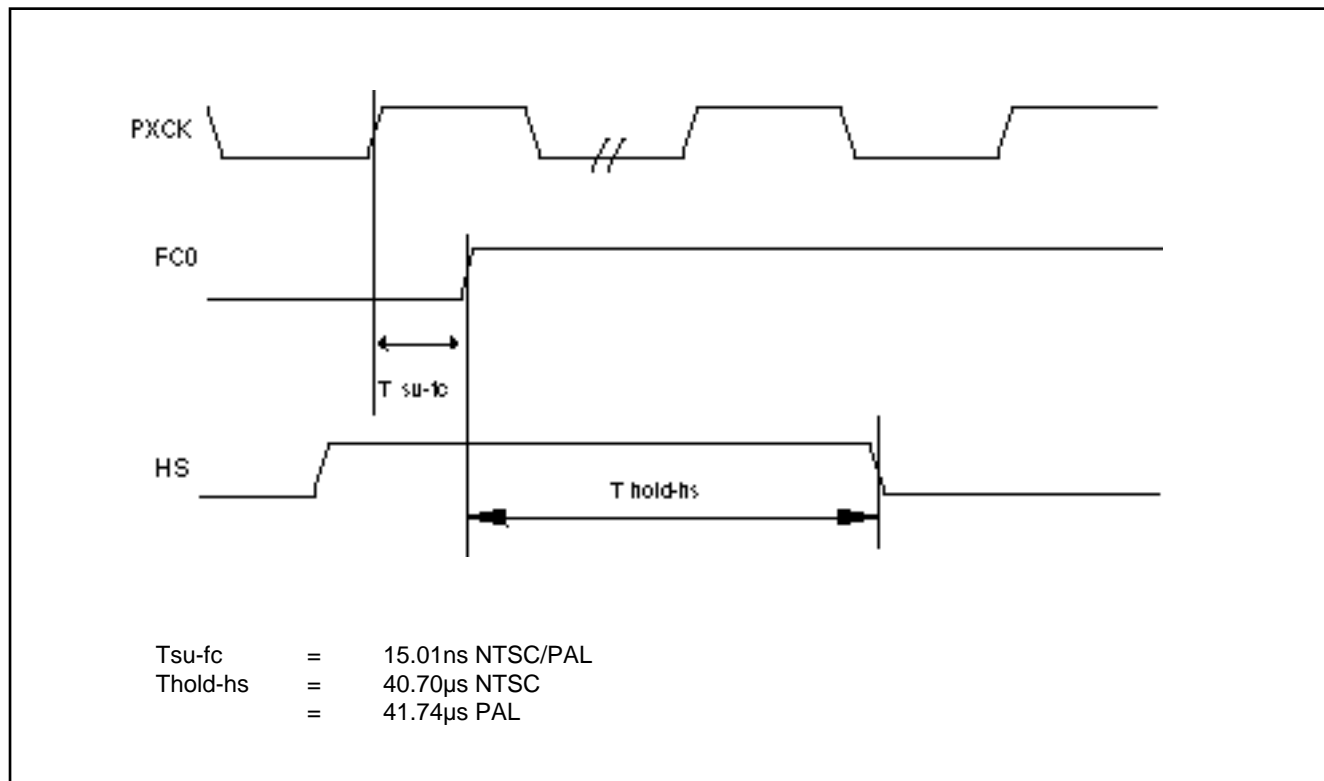 PXCK
FC0
T su-fc
HS
T hold-hs
Tsu-fc = 15.01ns NTSC/PAL
Thold-hs = 40.70µs NTSC
= 41.74µs PAL